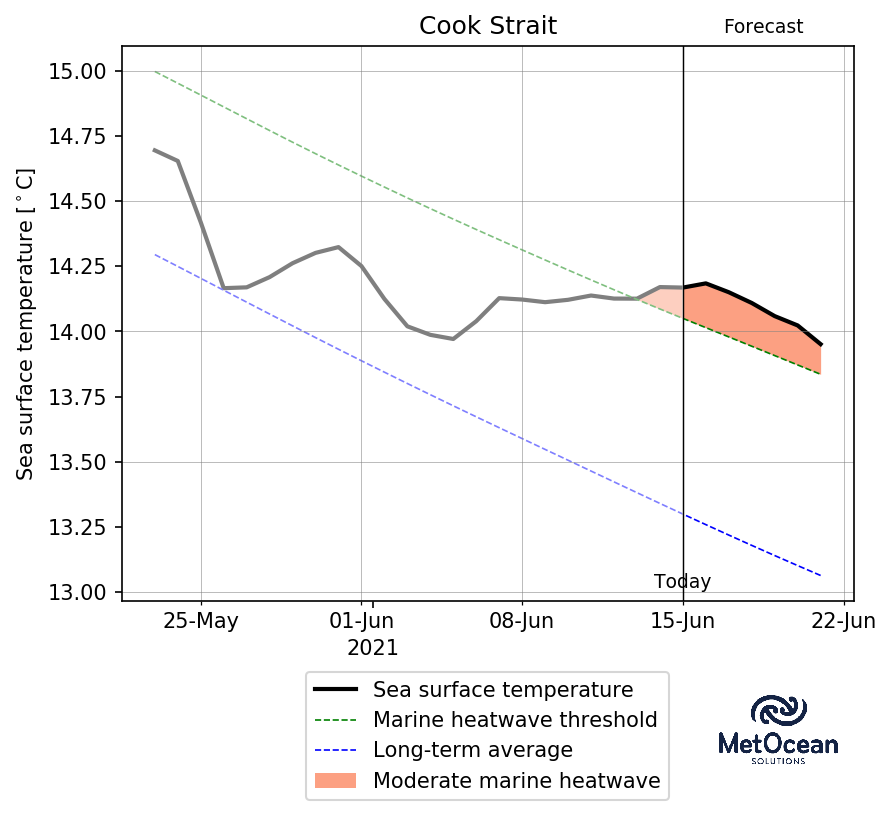 Cook Strait
Forecast
Sea surface temperature [°C]
15.00
14.75
14.50
14.25
14.00
13.75
13.50
13.25
13.00
Today
25-May
01-Jun
08-Jun
15-Jun
22-Jun
2021
Sea surface temperature
Marine heatwave threshold
Long-term average
Moderate marine heatwave
MetOcean
SOLUTIONS